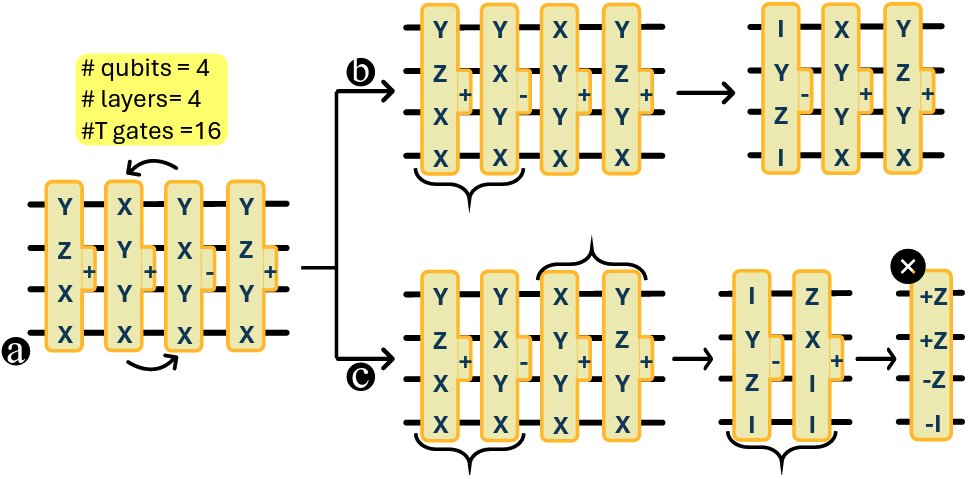 # qubits = 4
# layers= 4
#T gates =16
a
Y X Y Y
Z Y X Z
+ + - +
X Y Y Y
X X X X
b
Y Y X Y
Z X Y Z
+ - + +
X Y Y Y
X X X X
I X Y
Y Y Z
- + +
Z Y Y
I X X
c
Y Y X Y
Z X Y Z
+ - + +
X Y Y Y
X X X X
I Z
Y X
- +
Z I
I I
×
+Z
+Z
-Z
-I